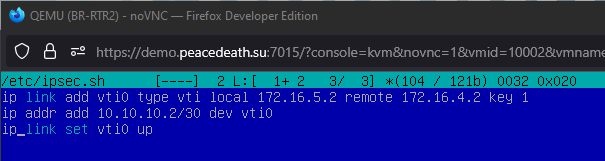 QEMU (BR-RTR2) - noVNC — Firefox Developer Edition
https://demo.peacedeath.su:7015/?console=kvm&novnc=1&vmid=10002&vmname
/etc/ipsec.sh [----] 2 L:[ 1+ 2 3/ 3] *(104 / 121b) 0032 0x020
ip link add vti0 type vti local 172.16.5.2 remote 172.16.4.2 key 1
ip addr add 10.10.10.2/30 dev vti0
ip link set vti0 up